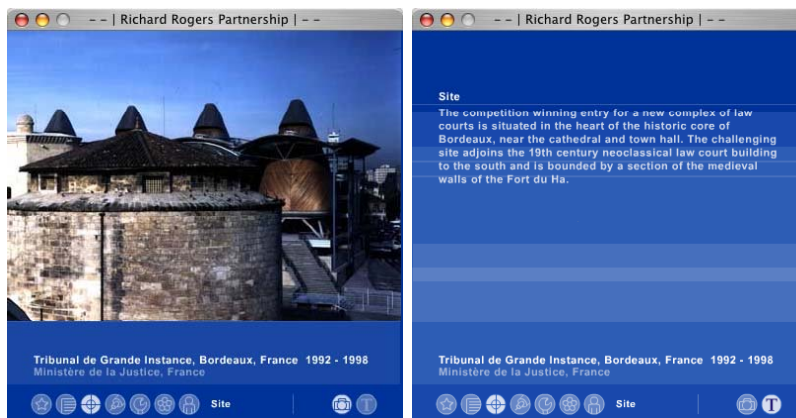 - - | Richard Rogers Partnership | - -
Tribunal de Grande Instance, Bordeaux, France 1992 - 1998
Ministère de la Justice, France
Site
T
- - | Richard Rogers Partnership | - -
Site
The competition winning entry for a new complex of law
courts is situated in the heart of the historic core of
Bordeaux, near the cathedral and town hall. The challenging
site adjoins the 19th century neoclassical law court building
to the south and is bounded by a section of the medieval
walls of the Fort du Ha.
Tribunal de Grande Instance, Bordeaux, France 1992 - 1998
Ministère de la Justice, France
Site
T